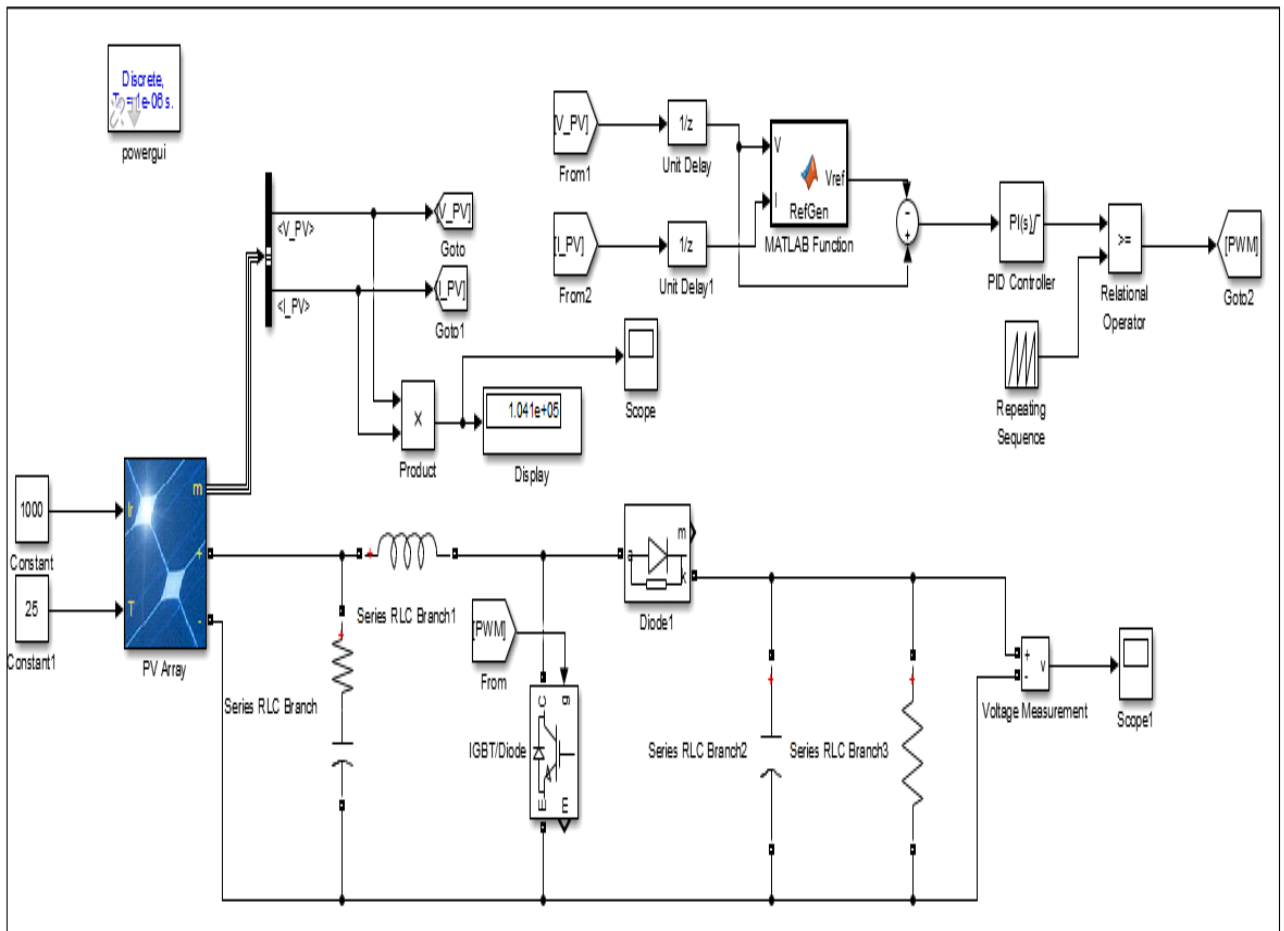 Discrete,
= 1e-06 s.
powergui
<V_PV>
[V_PV]
Goto
<I_PV>
[I_PV]
Goto1
[V_PV]
From1
1/z
Unit Delay
[I_PV]
From2
1/z
Unit Delay1
V
I
Vref
RefGen
MATLAB Function
-
+
PI(s)
PID Controller
>=
Relational
Operator
[PWM]
Goto2
Repeating
Sequence
Scope
×
Product
1.041e+05
Display
1000
Constant
25
Constant1
Ir
T
m
+
-
PV Array
+
Series RLC Branch1
+
Series RLC Branch
[PWM]
From
g
C
E
m
IGBT/Diode
a
m
k
Diode1
+
Series RLC Branch2
+
Series RLC Branch3
+
-
v
Voltage Measurement
Scope1